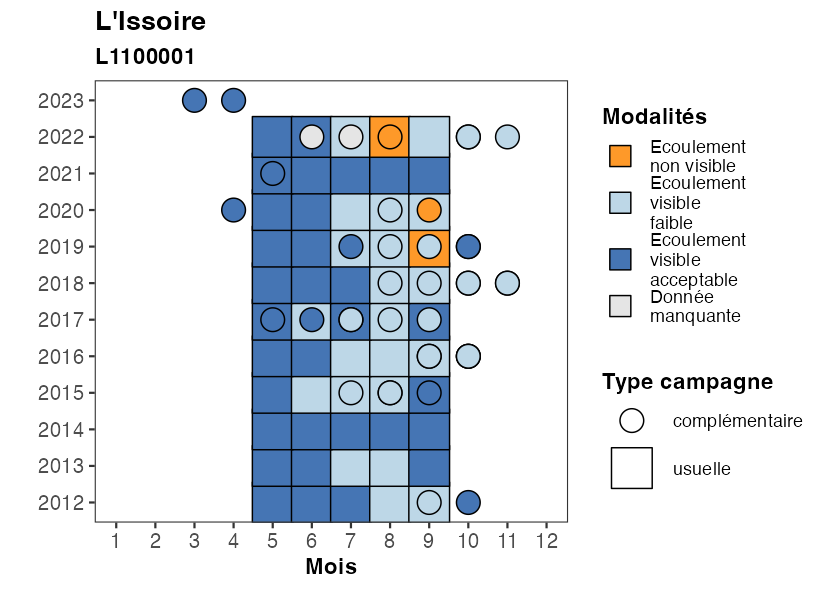 L'Issoire
L1100001
2023
2022
2021
2020
2019
2018
2017
2016
2015
2014
2013
2012
1 2 3 4 5 6 7 8 9 10 11 12
Mois
Modalités
Ecoulement
non visible
Ecoulement
visible
faible
Ecoulement
visible
acceptable
Donnée
manquante
Type campagne
complémentaire
usuelle